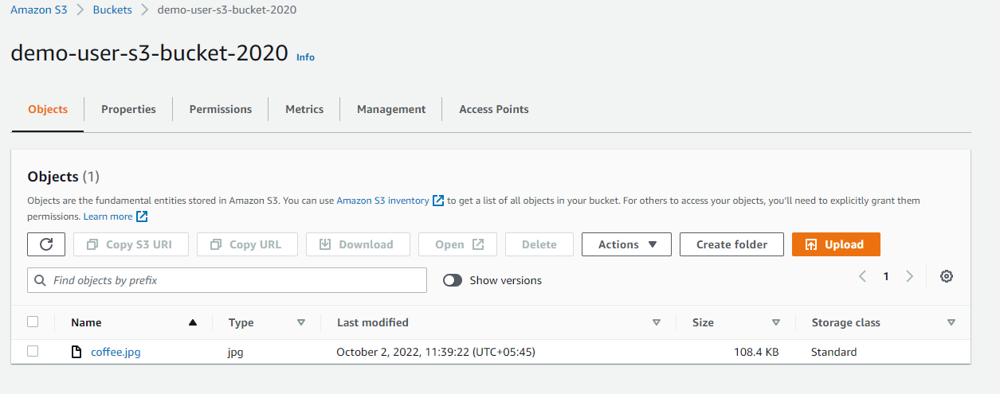 Amazon S3 > Buckets > demo-user-s3-bucket-2020
demo-user-s3-bucket-2020 Info
Objects Properties Permissions Metrics Management Access Points
Objects (1)
Objects are the fundamental entities stored in Amazon S3. You can use Amazon S3 inventory to get a list of all objects in your bucket. For others to access your objects, you'll need to explicitly grant them
permissions. Learn more
Copy S3 URI Copy URL Download Open Delete Actions Create folder Upload
Find objects by prefix Show versions 1
Name Type Last modified Size Storage class
coffee.jpg jpg October 2, 2022, 11:39:22 (UTC+05:45) 108.4 KB Standard